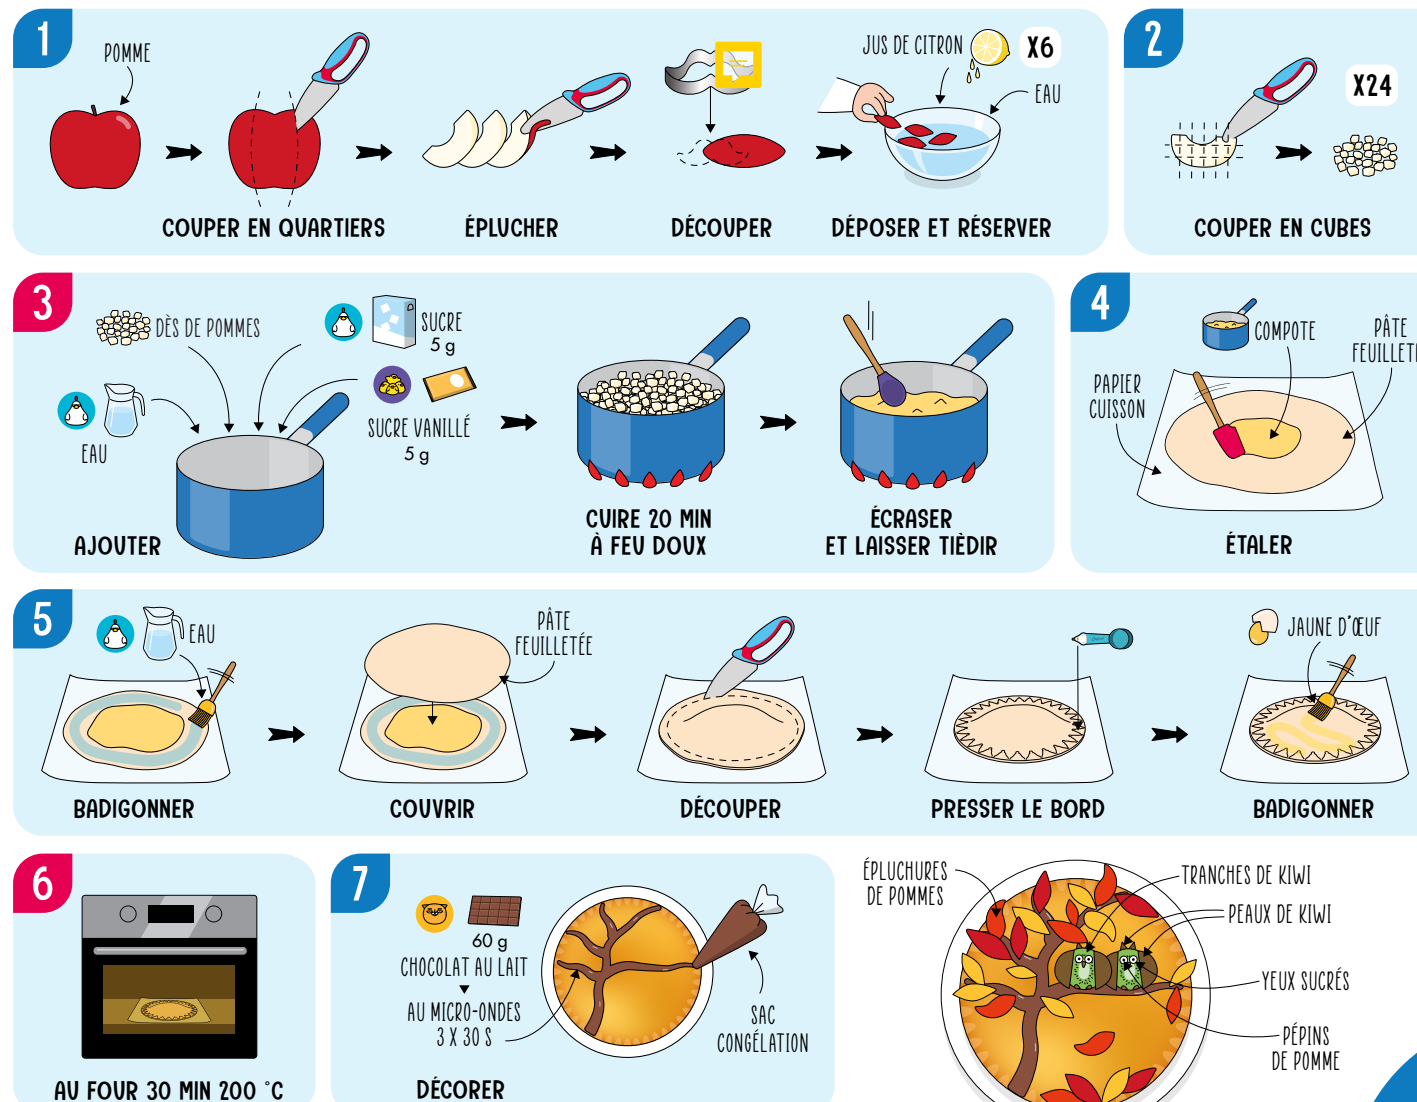 1
POMME
COUPER EN QUARTIERS
ÉPLUCHER
DÉCOUPER
JUS DE CITRON
X6
EAU
DÉPOSER ET RÉSERVER
2
X24
COUPER EN CUBES
3
DÈS DE POMMES
SUCRE
5 g
EAU
SUCRE VANILLÉ
5 g
AJOUTER
CUIRE 20 MIN
À FEU DOUX
ÉCRASER
ET LAISSER TIÈDIR
4
COMPOTE
PÂTE
FEUILLETÉ
PAPIER
CUISSON
ÉTALER
5
EAU
BADIGONNER
PÂTE
FEUILLETÉE
COUVRIR
DÉCOUPER
PRESSER LE BORD
JAUNE D'ŒUF
BADIGONNER
6
AU FOUR 30 MIN 200 °C
7
60 g
CHOCOLAT AU LAIT
AU MICRO-ONDES
3 X 30 S
SAC
CONGÉLATION
DÉCORER
ÉPLUCHURES
DE POMMES
TRANCHES DE KIWI
PEAUX DE KIWI
YEUX SUCRÉS
PÉPINS
DE POMME